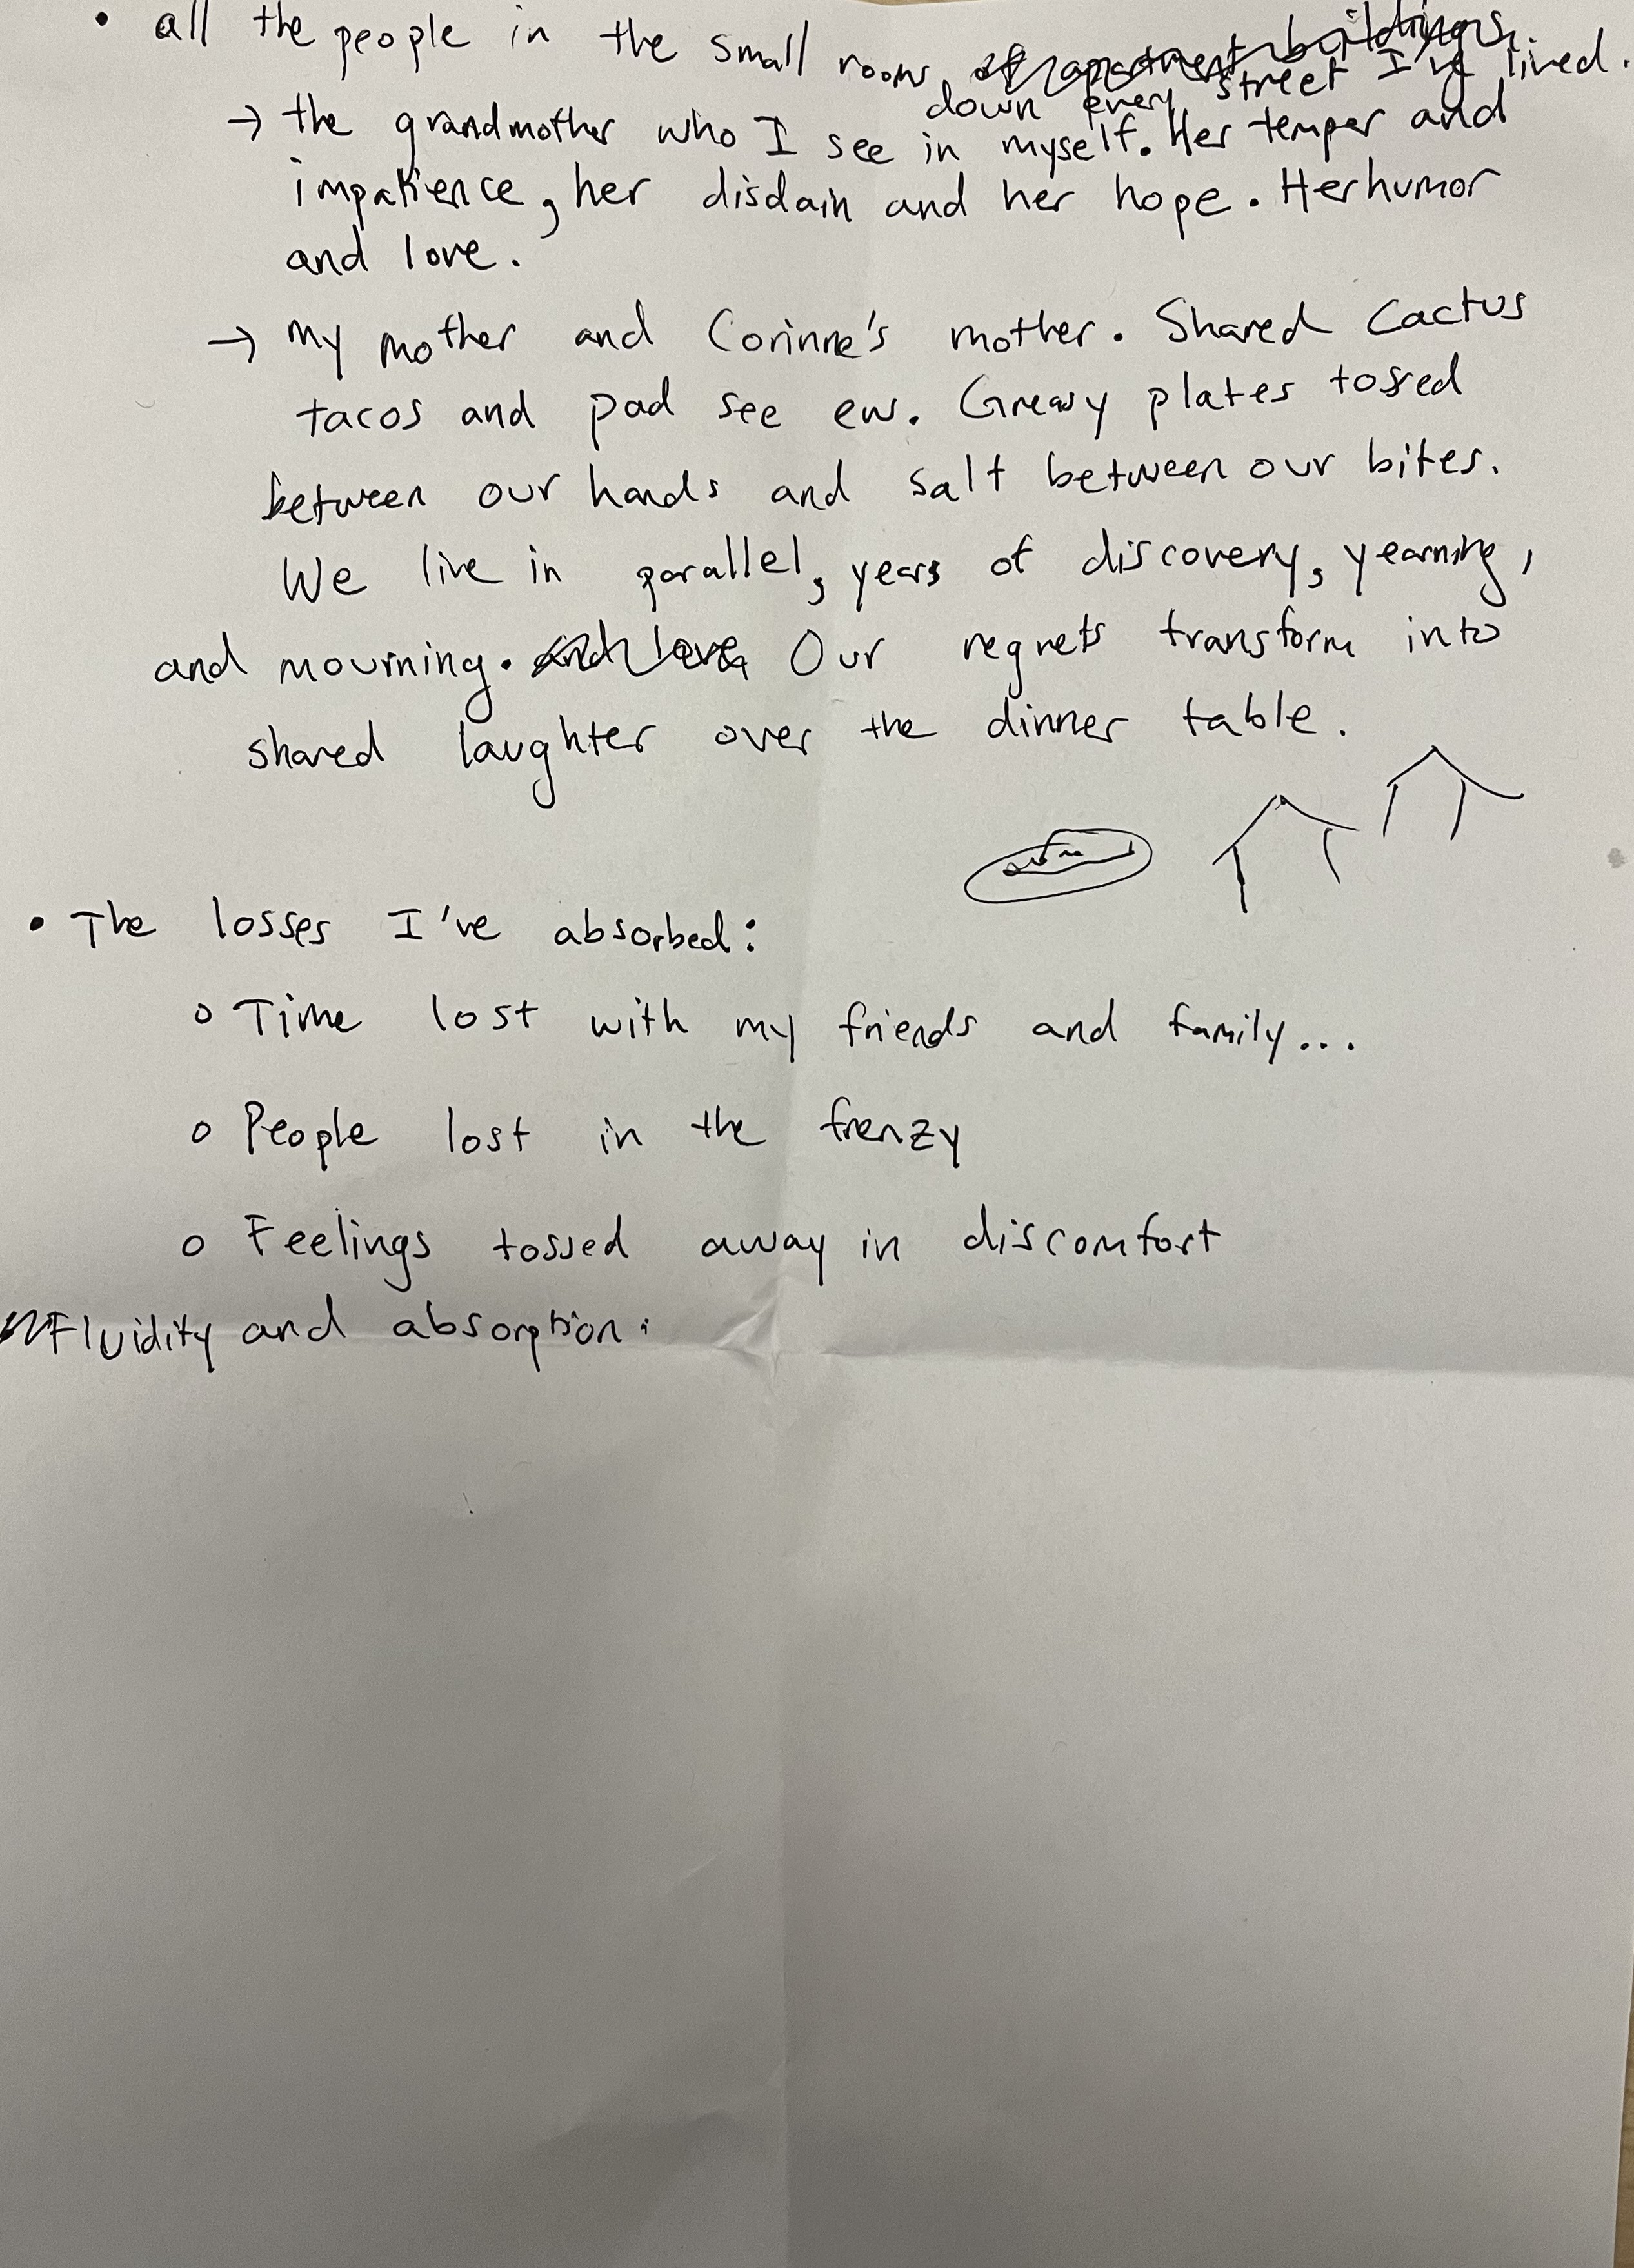 • all the people in the small rooms, of apartment buildings
down every street I've lived.
→ the grandmother who I see in myself. Her temper and
impatience, her disdain and her hope. Her humor
and love.
→ My mother and Corinne's mother. Shared Cactus
tacos and pad see ew. Greasy plates tossed
between our hands and salt between our bites.
We live in parallel, years of discovery, yearning,
and mourning. and love, Our regrets transform into
shared laughter over the dinner table.
• The losses I've absorbed:
o Time lost with my friends and family...
o People lost in the frenzy
o Feelings tossed away in discomfort
Fluidity and absorption: